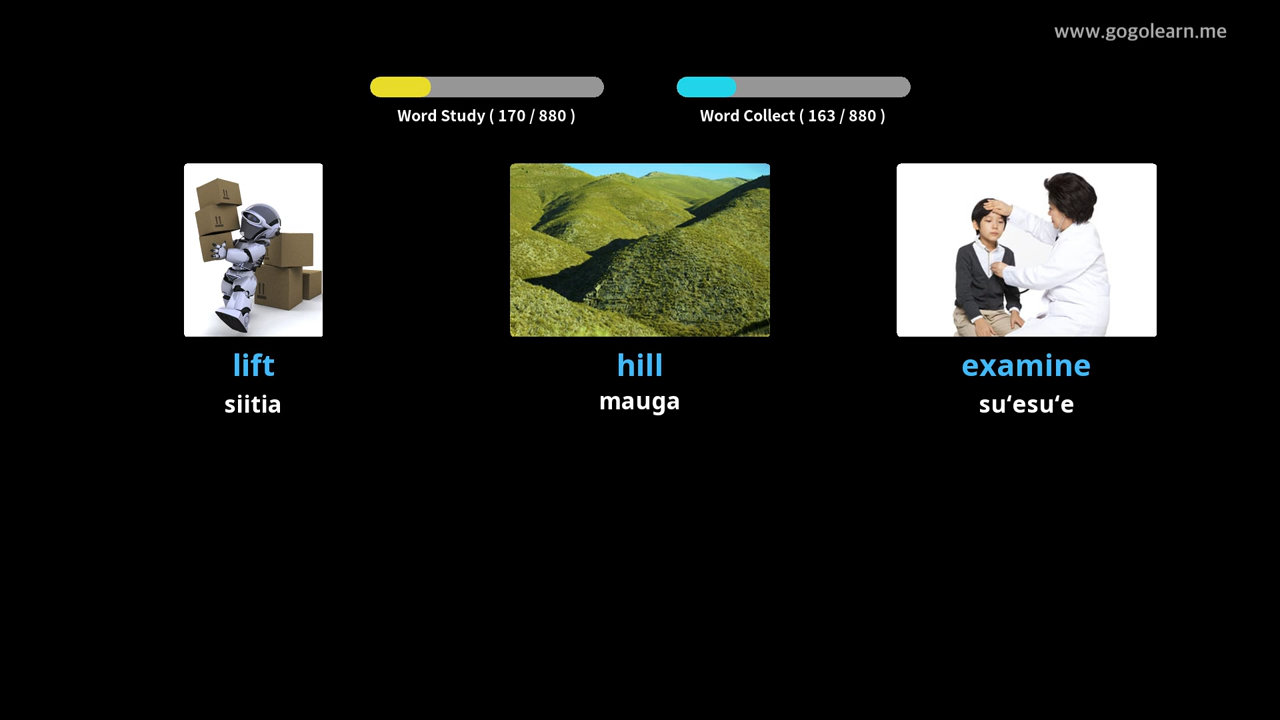 www.gogolearn.me
Word Study ( 170 / 880 )
Word Collect ( 163 / 880 )
lift
siitia
hill
mauga
examine
su‘esu‘e